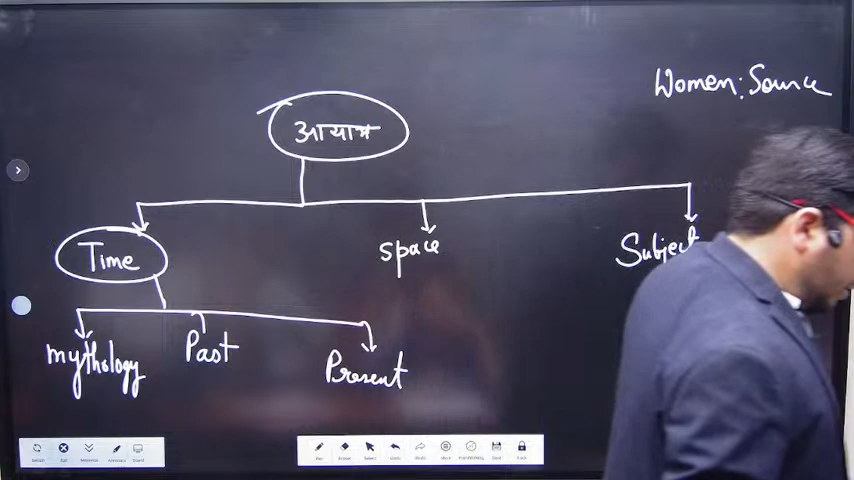 Women: Source
आयाम
Time
space
Subject
mythology
Past
Present